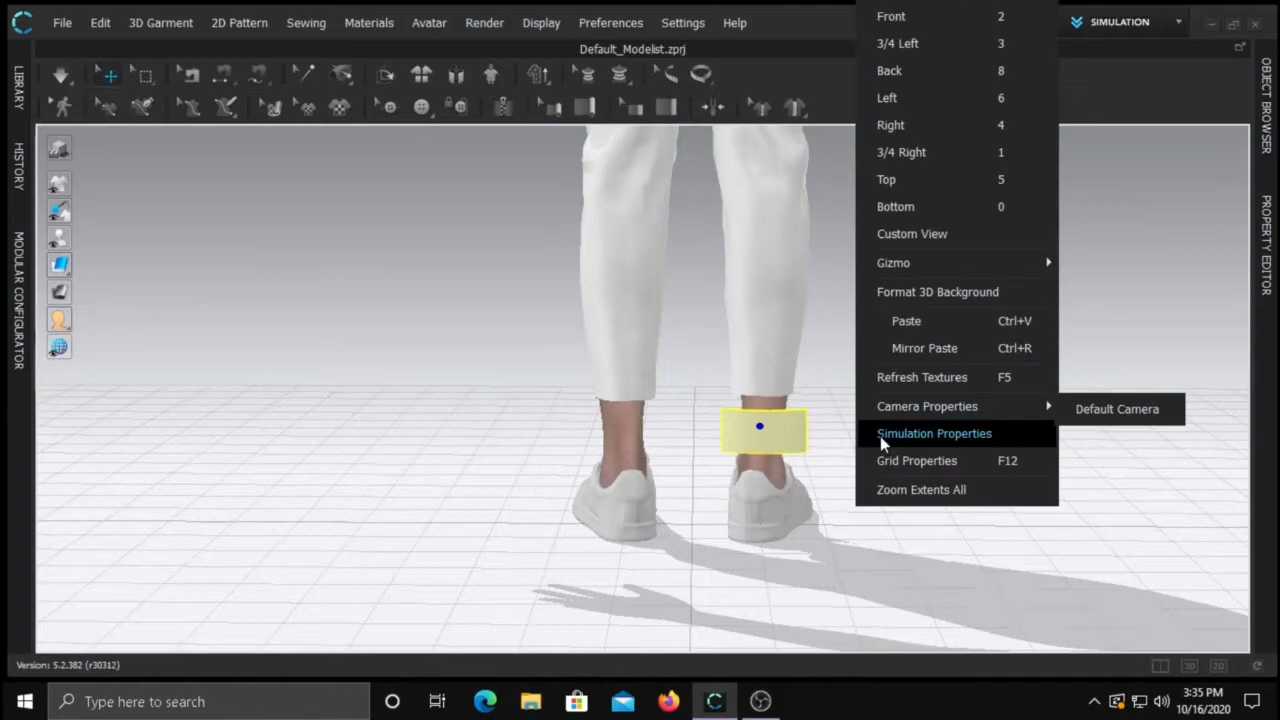 File Edit 3D Garment 2D Pattern Sewing Materials Avatar Render Display Preferences Settings Help
SIMULATION
Default_Modelist.zprj
LIBRARY
HISTORY
MODULAR CONFIGURATOR
Front 2
3/4 Left 3
Back 8
Left 6
Right 4
3/4 Right 1
Top 5
Bottom 0
Custom View
Gizmo
Format 3D Background
Paste Ctrl+V
Mirror Paste Ctrl+R
Refresh Textures F5
Camera Properties
Default Camera
Simulation Properties
Grid Properties F12
Zoom Extents All
OBJECT BROWSER
PROPERTY EDITOR
Version: 5.2.382 (r30312)
3D 2D
Type here to search
3:35 PM
10/16/2020